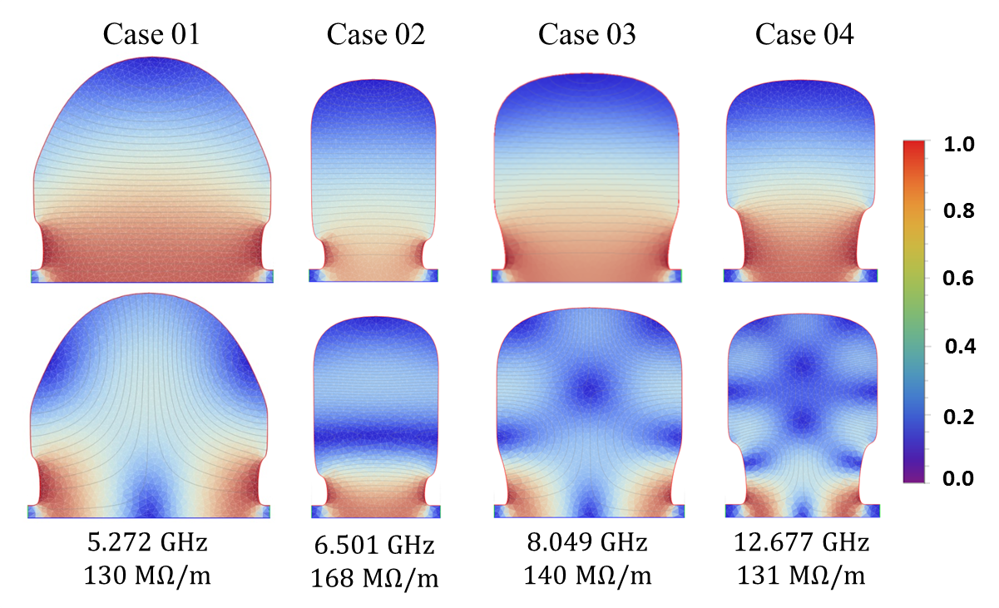 Case 01 Case 02 Case 03 Case 04
1.0
0.8
0.6
0.4
0.2
0.0
5.272 GHz 6.501 GHz 8.049 GHz 12.677 GHz
130 MΩ/m 168 MΩ/m 140 MΩ/m 131 MΩ/m